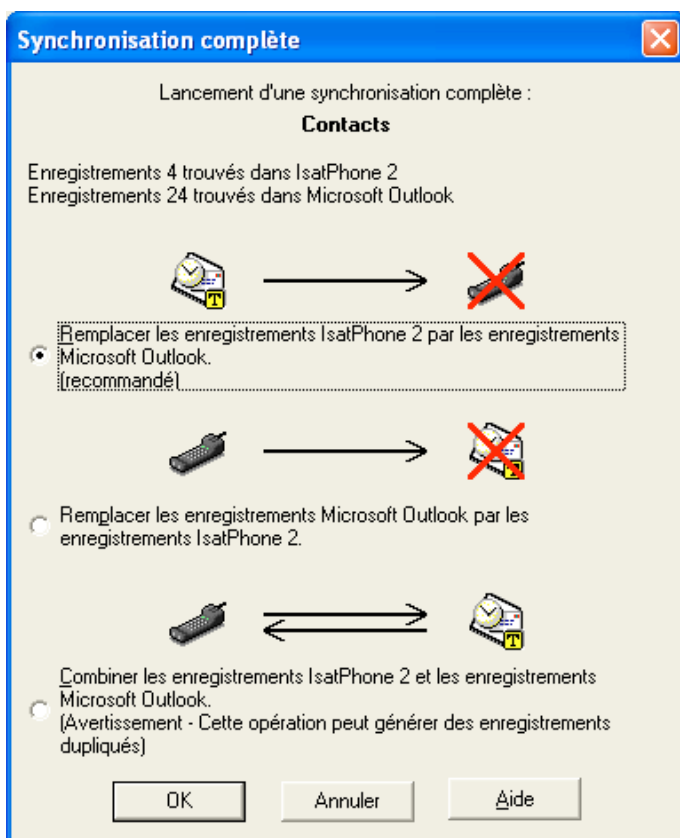 Synchronisation complète
Lancement d'une synchronisation complète :
Contacts
Enregistrements 4 trouvés dans IsatPhone 2
Enregistrements 24 trouvés dans Microsoft Outlook
T
Remplacer les enregistrements IsatPhone 2 par les enregistrements
Microsoft Outlook.
(recommandé)
T
Remplacer les enregistrements Microsoft Outlook par les
enregistrements IsatPhone 2.
T
Combiner les enregistrements IsatPhone 2 et les enregistrements
Microsoft Outlook.
(Avertissement - Cette opération peut générer des enregistrements
dupliqués)
OK Annuler Aide